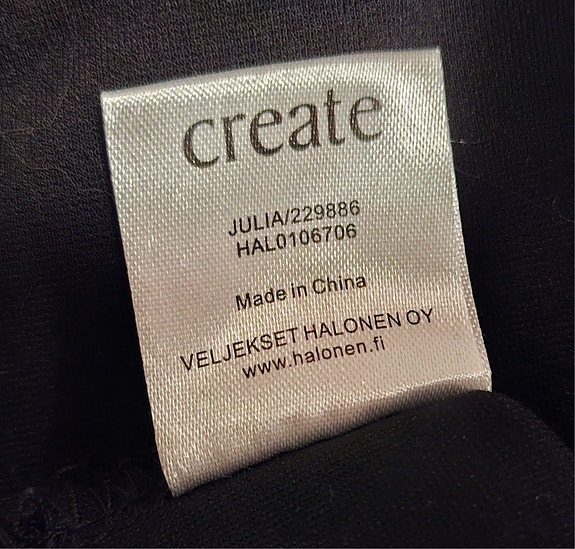 create
JULIA/229886
HAL0106706
Made in China
VELJEKSET HALONEN OY
www.halonen.fi